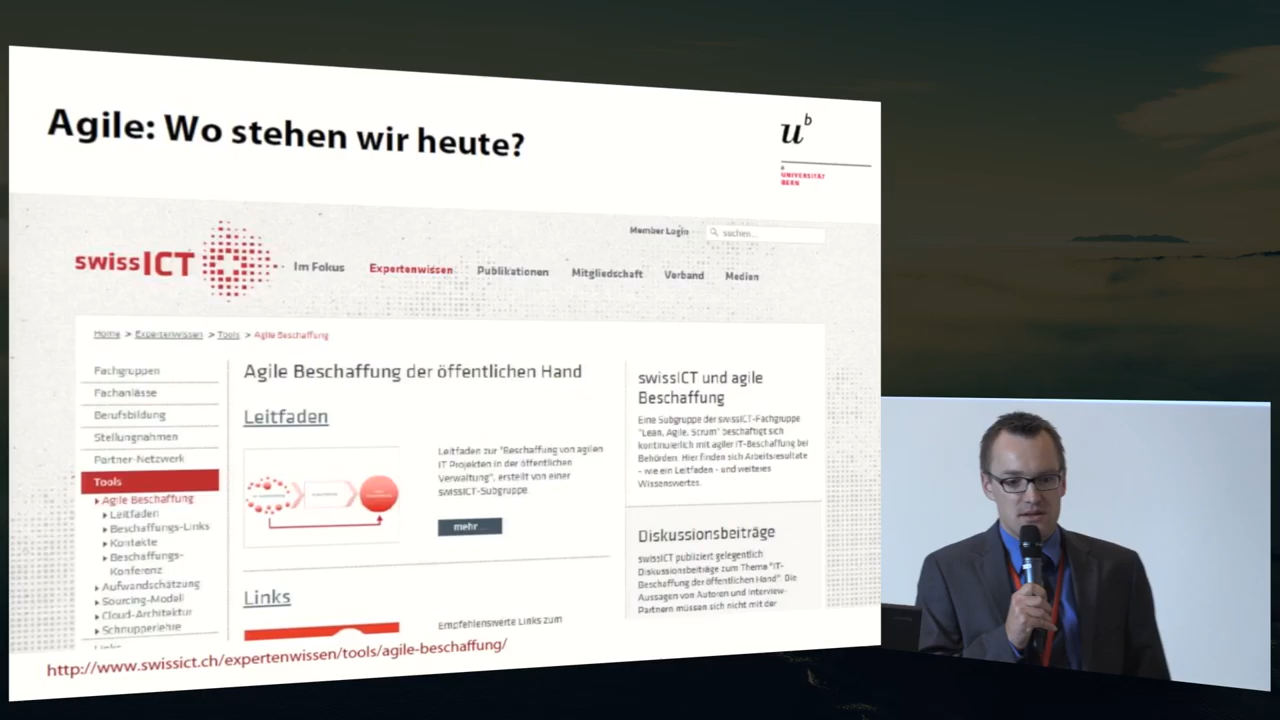 Agile: Wo stehen wir heute?
u b
b
UNIVERSITÄT
BERN
Member Login
suchen...
swissICT
Im Fokus
Expertenwissen
Publikationen
Mitgliedschaft
Verband
Medien
Home > Expertenwissen > Tools > Agile Beschaffung
Fachgruppen
Fachanlässe
Berufsbildung
Stellungnahmen
Partner-Netzwerk
Tools
Agile Beschaffung
Leitfaden
Beschaffungs-Links
Kontakte
Beschaffungs-
Konferenz
Aufwandschätzung
Sourcing-Modell
Cloud-Architektur
Schnupperlehre
Agile Beschaffung der öffentlichen Hand
Leitfaden
Leitfaden zur "Beschaffung von agilen
IT Projekten in der öffentlichen
Verwaltung", erstellt von einer
swissICT-Subgruppe.
mehr ...
Links
Empfehlenswerte Links zum
swissICT und agile
Beschaffung
Eine Subgruppe der swissICT-Fachgruppe
"Lean, Agile, Scrum" beschäftigt sich
kontinuierlich mit agiler IT-Beschaffung bei
Behörden. Hier finden sich Arbeitsresultate
- wie ein Leitfaden - und weiteres
Wissenswertes.
Diskussionsbeiträge
swissICT publiziert gelegentlich
Diskussionsbeiträge zum Thema "IT-
Beschaffung der öffentlichen Hand". Die
Aussagen von Autoren und Interview-
Partnern müssen sich nicht mit der
http://www.swissict.ch/expertenwissen/tools/agile-beschaffung/